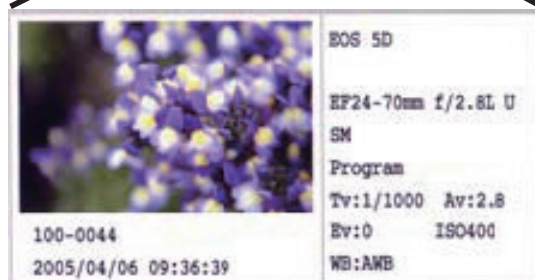 100-0044
2005/04/06 09:36:39
EOS 5D
EF24-70mm f/2.8L U
SM
Program
Tv:1/1000 Av:2.8
Ev:0 ISO400
WB:AWB